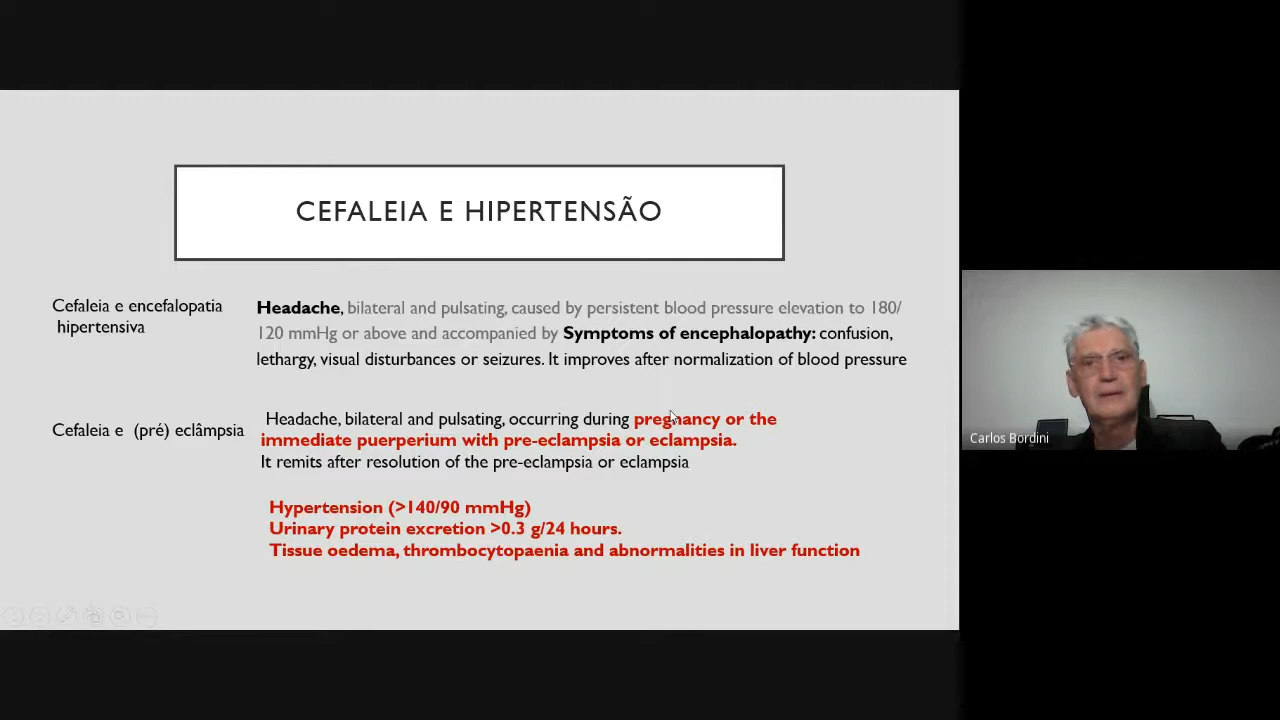 CEFALEIA E HIPERTENSÃO
Cefaleia e encefalopatia
hipertensiva
Headache, bilateral and pulsating, caused by persistent blood pressure elevation to 180/
120 mmHg or above and accompanied by Symptoms of encephalopathy: confusion,
lethargy, visual disturbances or seizures. It improves after normalization of blood pressure
Cefaleia e (pré) eclâmpsia
Headache, bilateral and pulsating, occurring during pregnancy or the
immediate puerperium with pre-eclampsia or eclampsia.
It remits after resolution of the pre-eclampsia or eclampsia
Hypertension (>140/90 mmHg)
Urinary protein excretion >0.3 g/24 hours.
Tissue oedema, thrombocytopaenia and abnormalities in liver function
Carlos Bordini